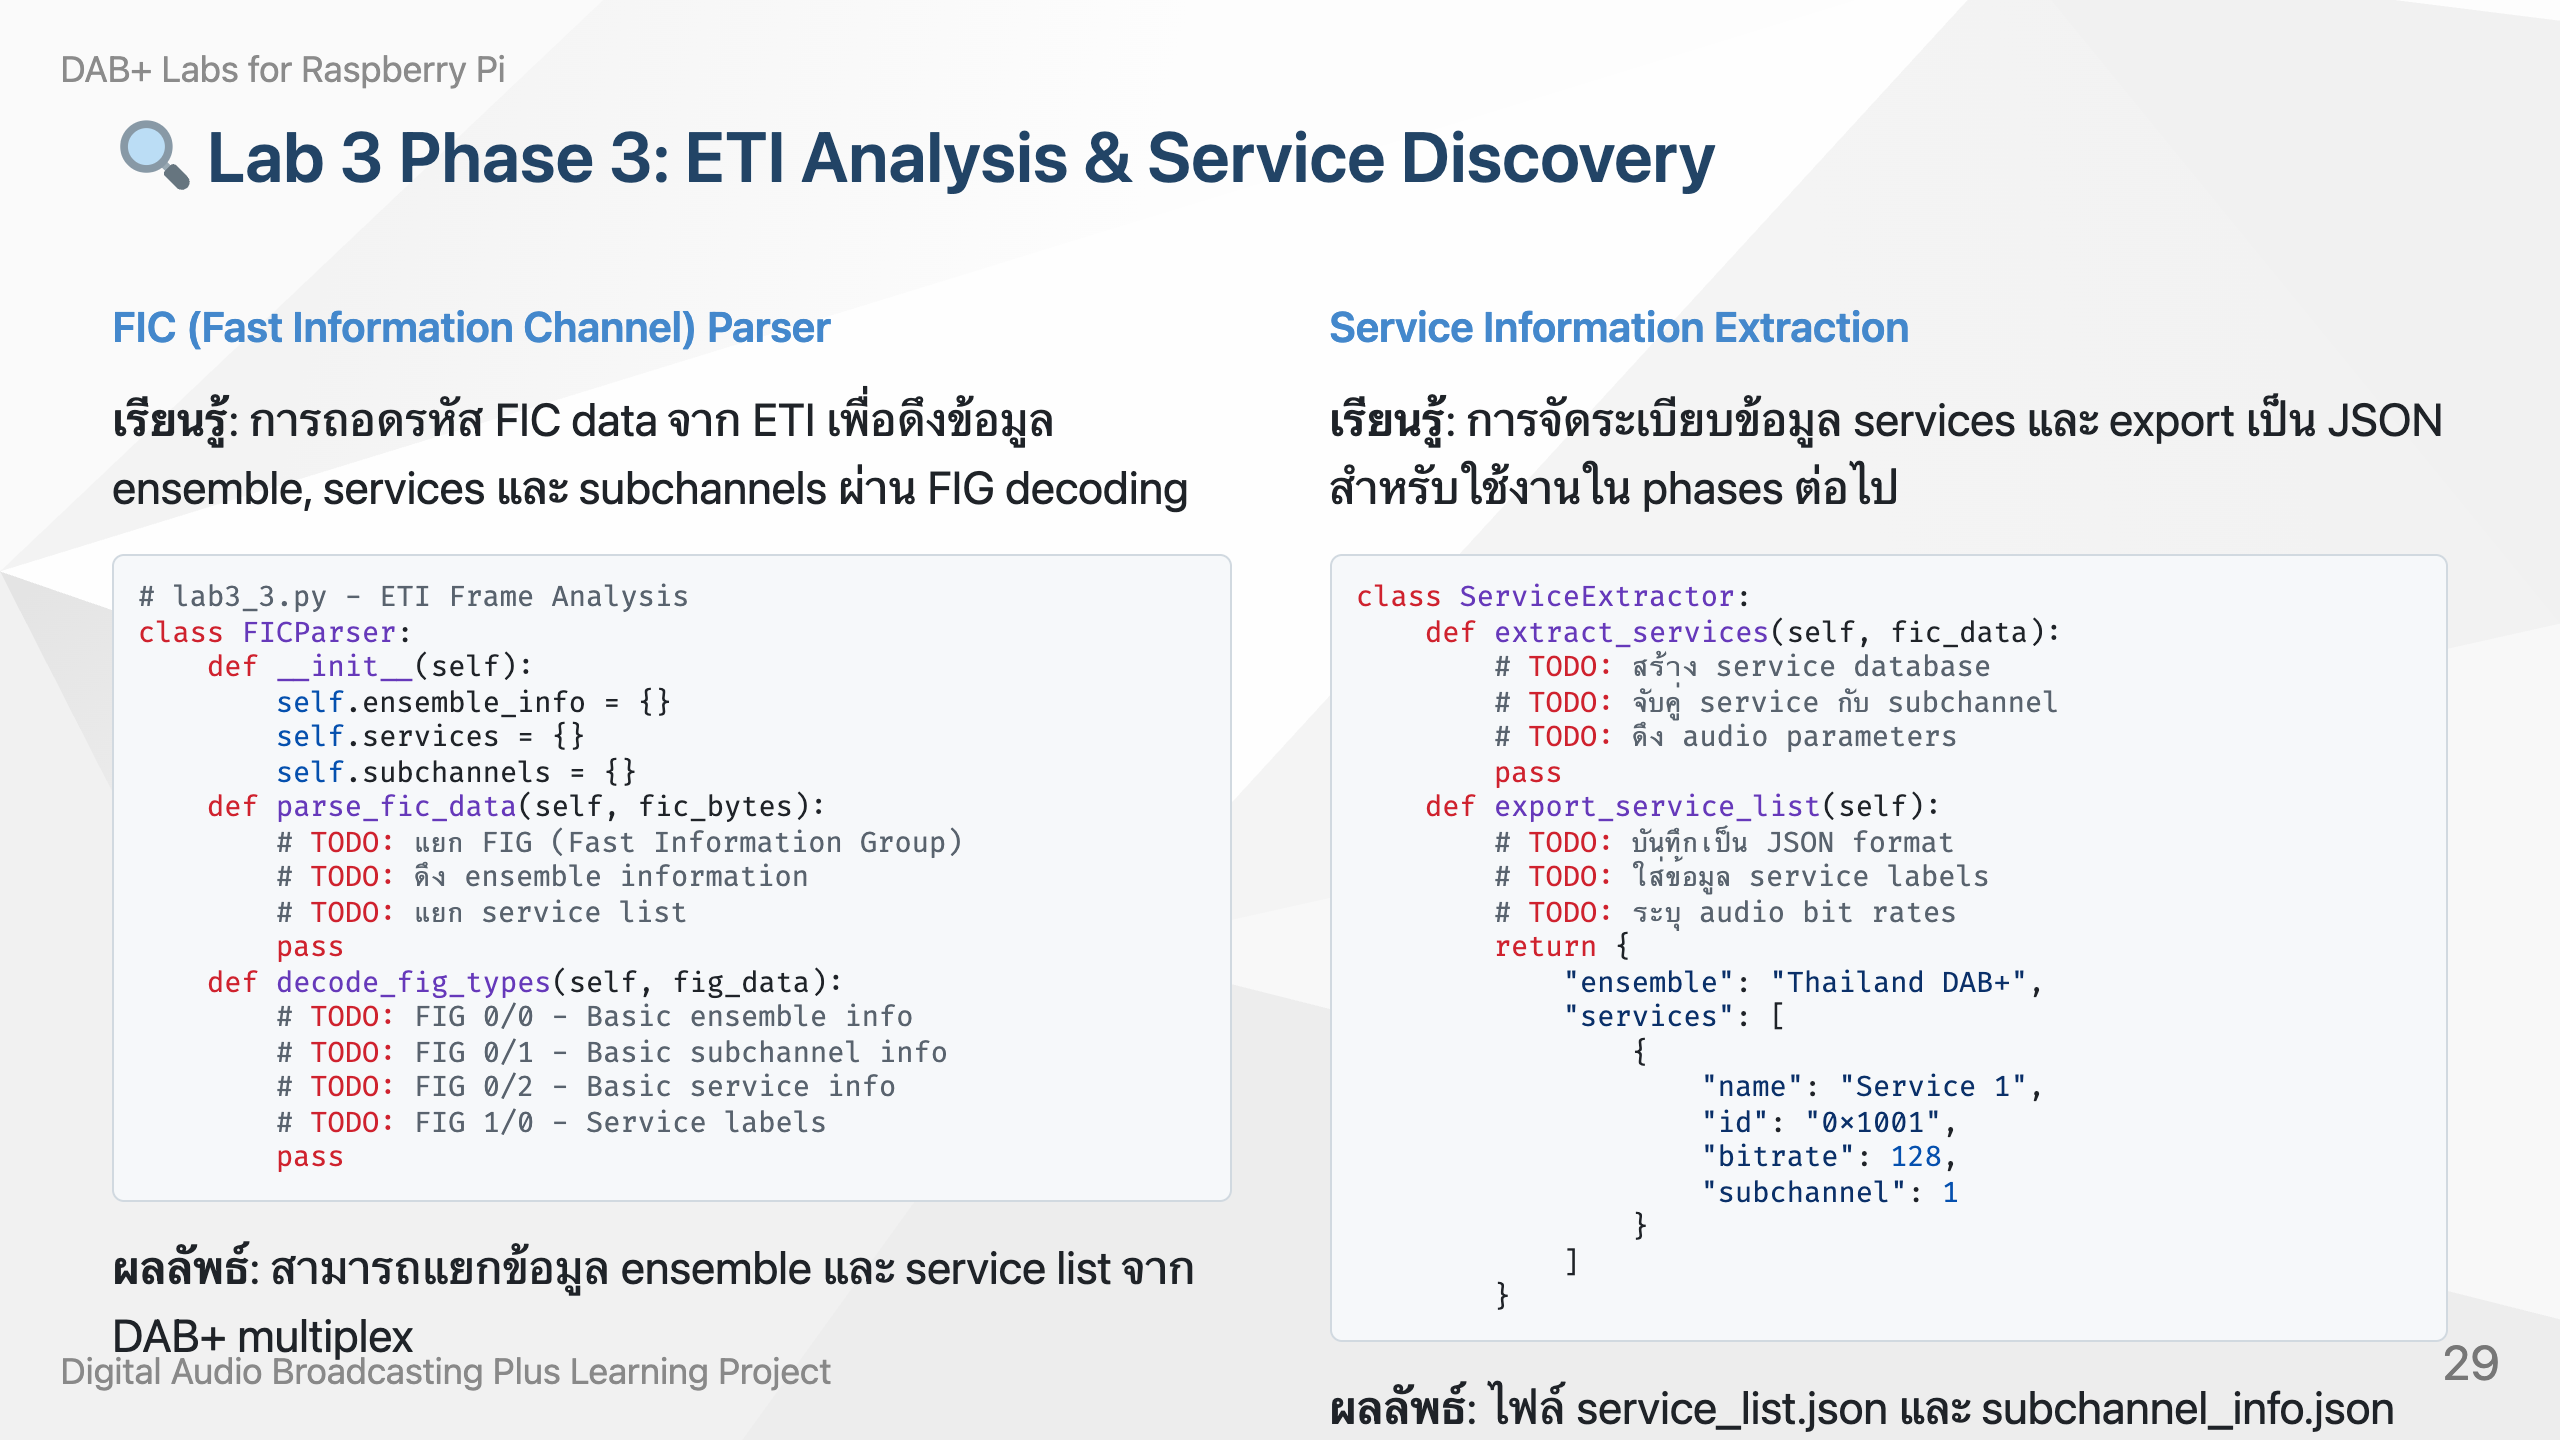 DAB+ Labs for Raspberry Pi
🔍 Lab 3 Phase 3: ETI Analysis & Service Discovery
FIC (Fast Information Channel) Parser
เรียนรู้: การถอดรหัส FIC data จาก ETI เพื่อดึงข้อมูล
ensemble, services และ subchannels ผ่าน FIG decoding
# lab3_3.py - ETI Frame Analysis
class FICParser:
    def __init__(self):
        self.ensemble_info = {}
        self.services = {}
        self.subchannels = {}
    def parse_fic_data(self, fic_bytes):
        # TODO: แยก FIG (Fast Information Group)
        # TODO: ดึง ensemble information
        # TODO: แยก service list
        pass
    def decode_fig_types(self, fig_data):
        # TODO: FIG 0/0 - Basic ensemble info
        # TODO: FIG 0/1 - Basic subchannel info
        # TODO: FIG 0/2 - Basic service info
        # TODO: FIG 1/0 - Service labels
        pass
ผลลัพธ์: สามารถแยกข้อมูล ensemble และ service list จาก
DAB+ multiplex
Service Information Extraction
เรียนรู้: การจัดระเบียบข้อมูล services และ export เป็น JSON
สำหรับใช้งานใน phases ต่อไป
class ServiceExtractor:
    def extract_services(self, fic_data):
        # TODO: สร้าง service database
        # TODO: จับคู่ service กับ subchannel
        # TODO: ดึง audio parameters
        pass
    def export_service_list(self):
        # TODO: บันทึกเป็น JSON format
        # TODO: ใส่ข้อมูล service labels
        # TODO: ระบุ audio bit rates
        return {
            "ensemble": "Thailand DAB+",
            "services": [
                {
                    "name": "Service 1",
                    "id": "0x1001",
                    "bitrate": 128,
                    "subchannel": 1
                }
            ]
        }
ผลลัพธ์: ไฟล์ service_list.json และ subchannel_info.json
Digital Audio Broadcasting Plus Learning Project
29